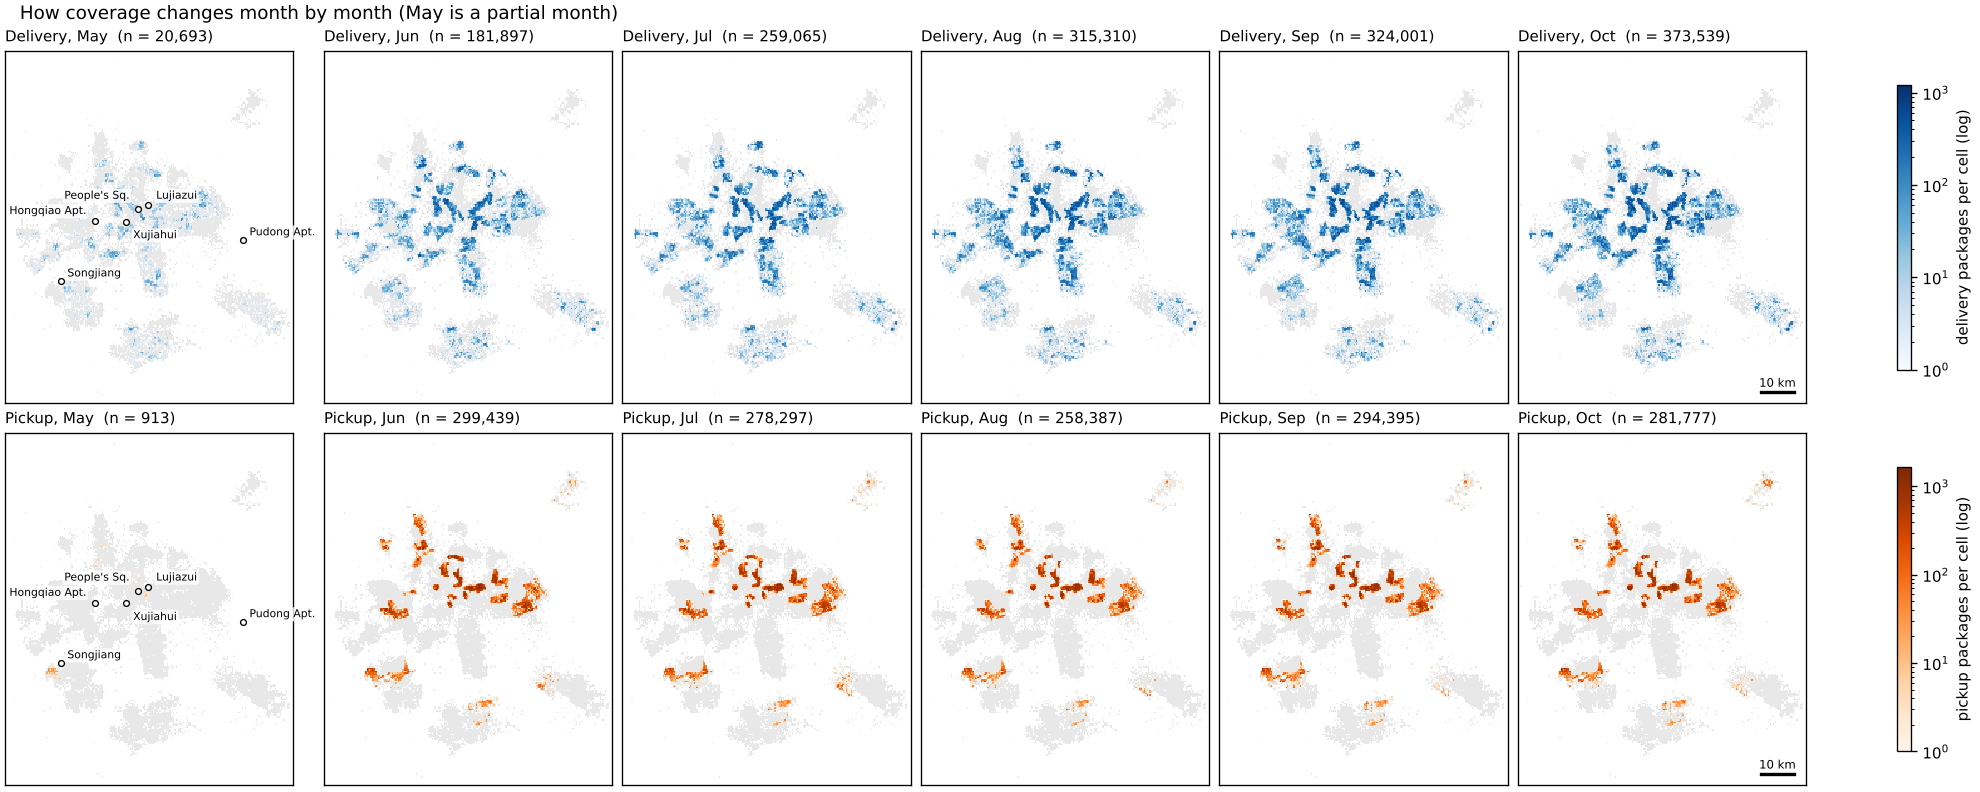 How coverage changes month by month (May is a partial month)
Delivery, May  (n = 20,693)
Delivery, Jun  (n = 181,897)
Delivery, Jul  (n = 259,065)
Delivery, Aug  (n = 315,310)
Delivery, Sep  (n = 324,001)
Delivery, Oct  (n = 373,539)
People's Sq.
Lujiazui
Hongqiao Apt.
Xujiahui
Pudong Apt.
Songjiang
10 km
10³
10²
10¹
10⁰
delivery packages per cell (log)
Pickup, May  (n = 913)
Pickup, Jun  (n = 299,439)
Pickup, Jul  (n = 278,297)
Pickup, Aug  (n = 258,387)
Pickup, Sep  (n = 294,395)
Pickup, Oct  (n = 281,777)
People's Sq.
Lujiazui
Hongqiao Apt.
Xujiahui
Pudong Apt.
Songjiang
10 km
10³
10²
10¹
10⁰
pickup packages per cell (log)